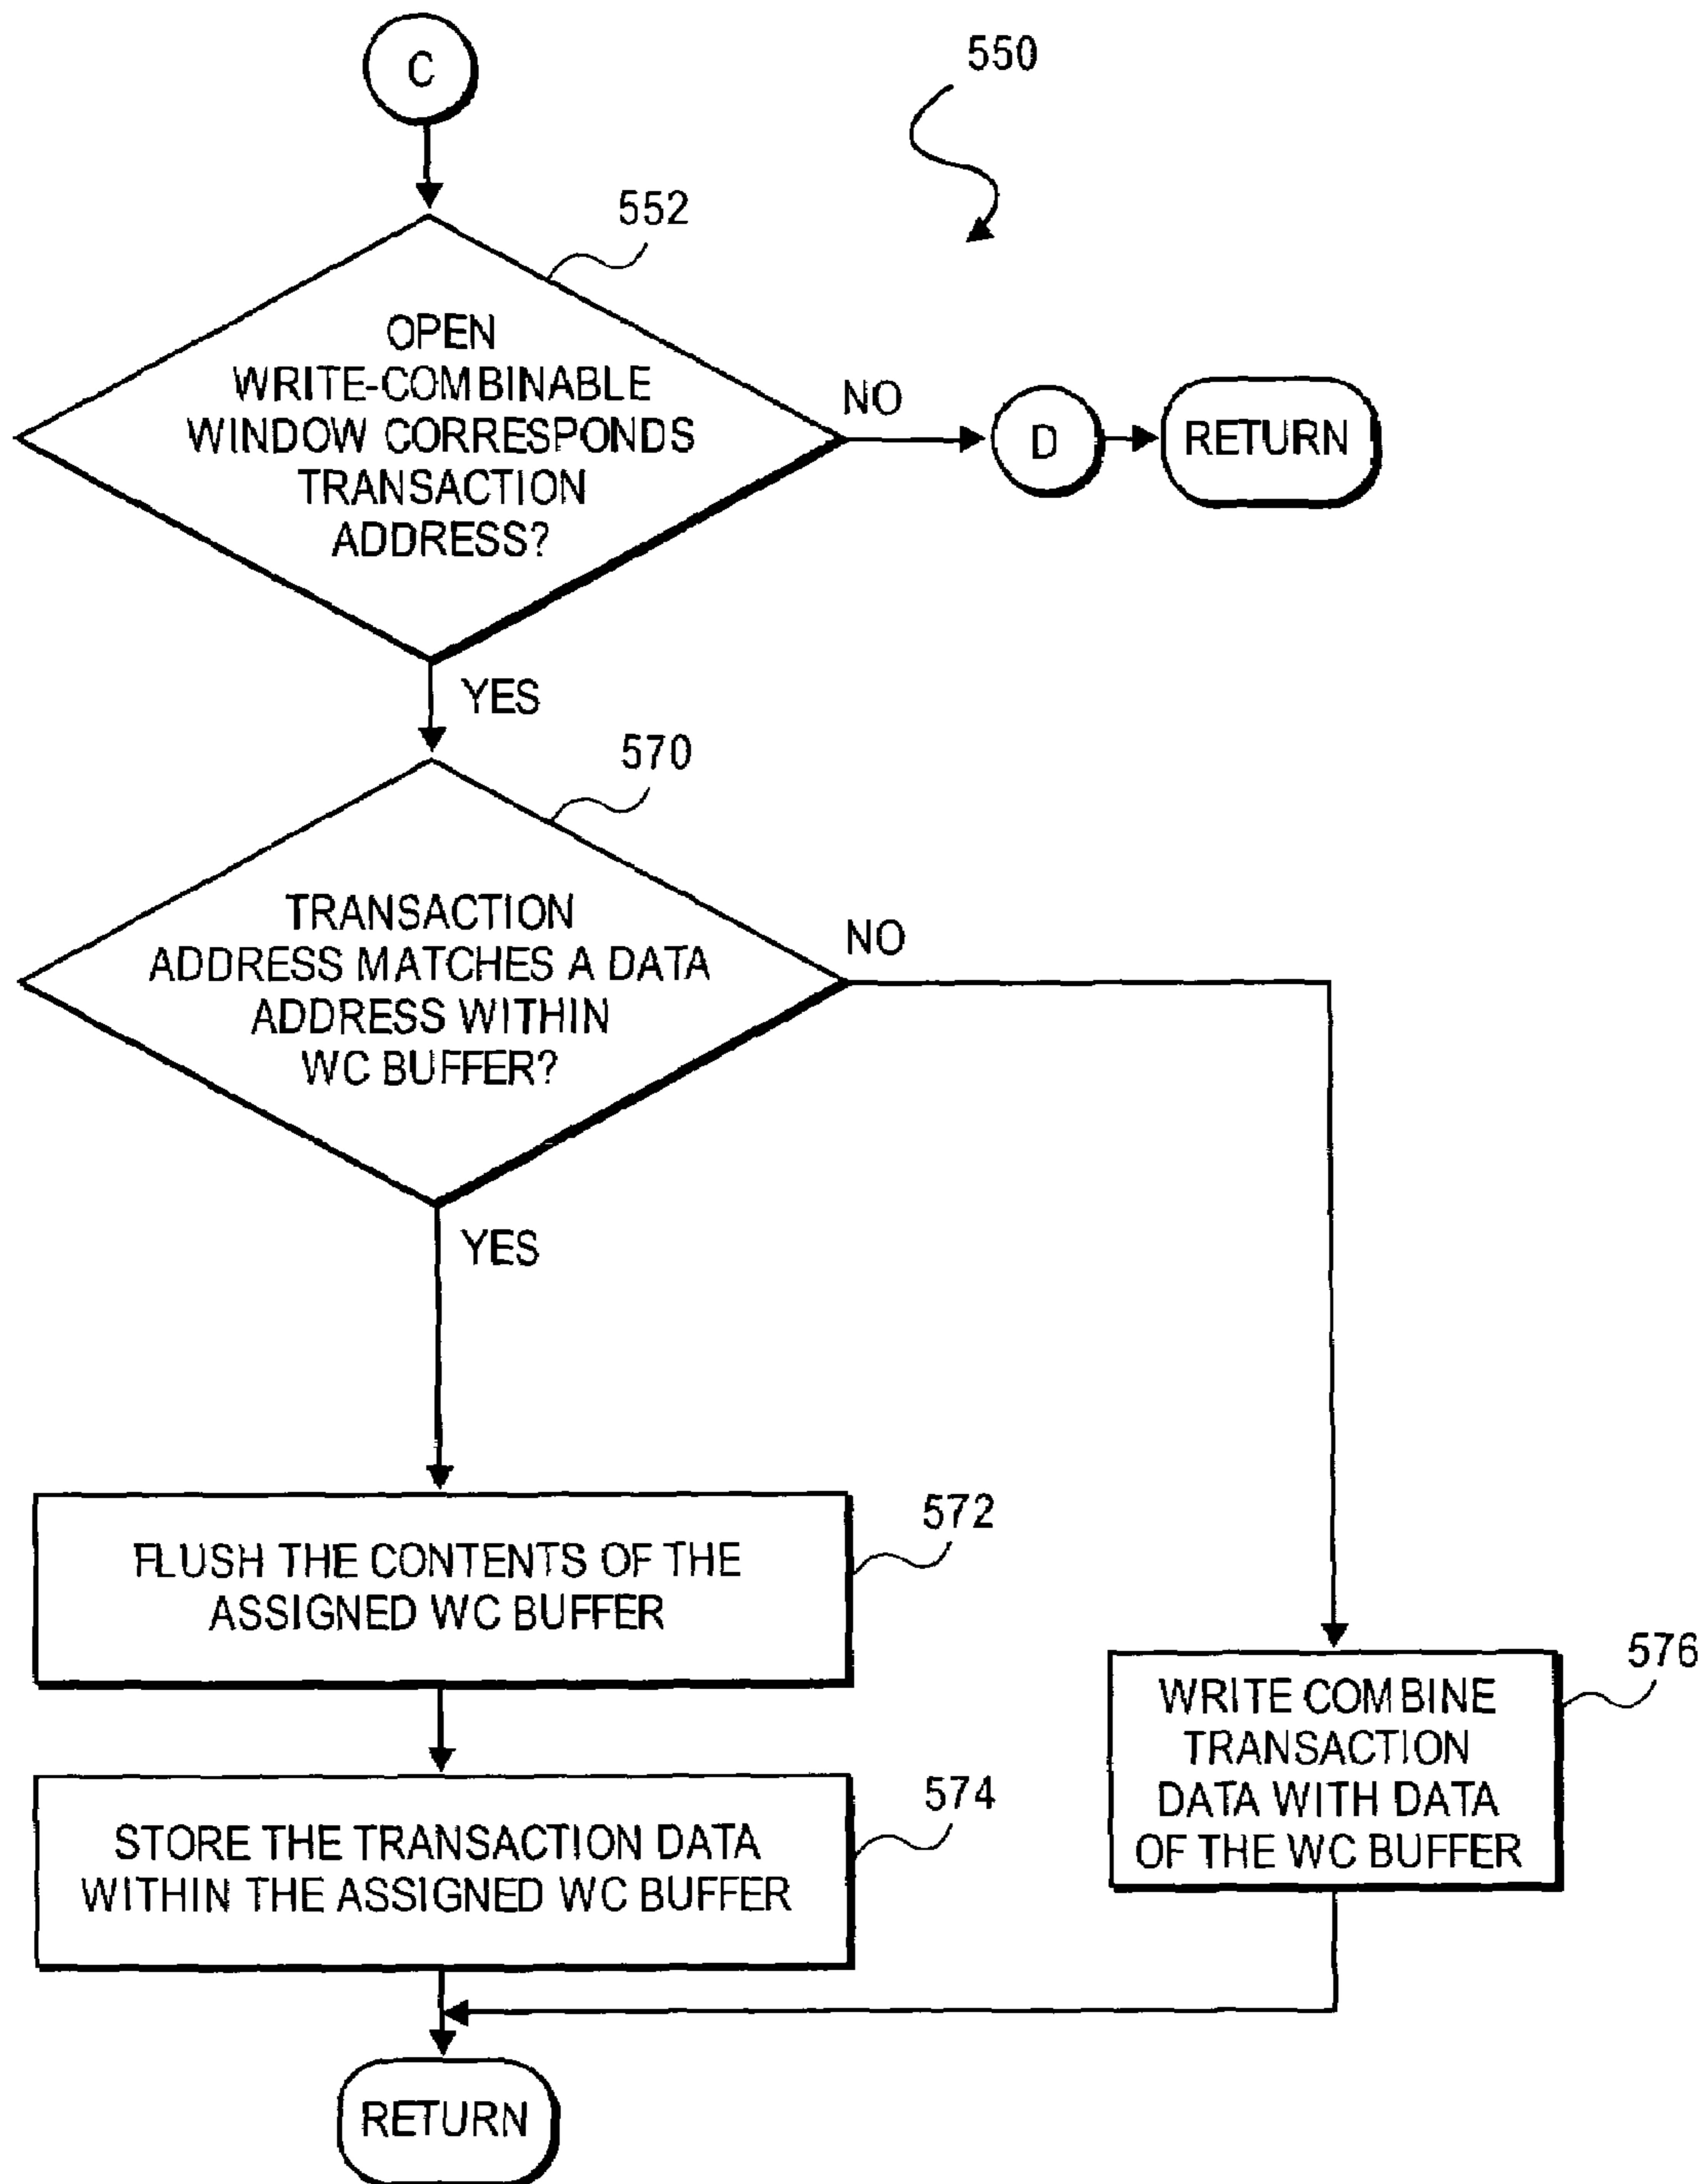 C
550
552
OPEN
WRITE-COMBINABLE
WINDOW CORRESPONDS
TRANSACTION
ADDRESS?
NO
D
RETURN
YES
570
TRANSACTION
ADDRESS MATCHES A DATA
ADDRESS WITHIN
WC BUFFER?
NO
YES
572
FLUSH THE CONTENTS OF THE
ASSIGNED WC BUFFER
576
WRITE COMBINE
TRANSACTION
DATA WITH DATA
OF THE WC BUFFER
574
STORE THE TRANSACTION DATA
WITHIN THE ASSIGNED WC BUFFER
RETURN